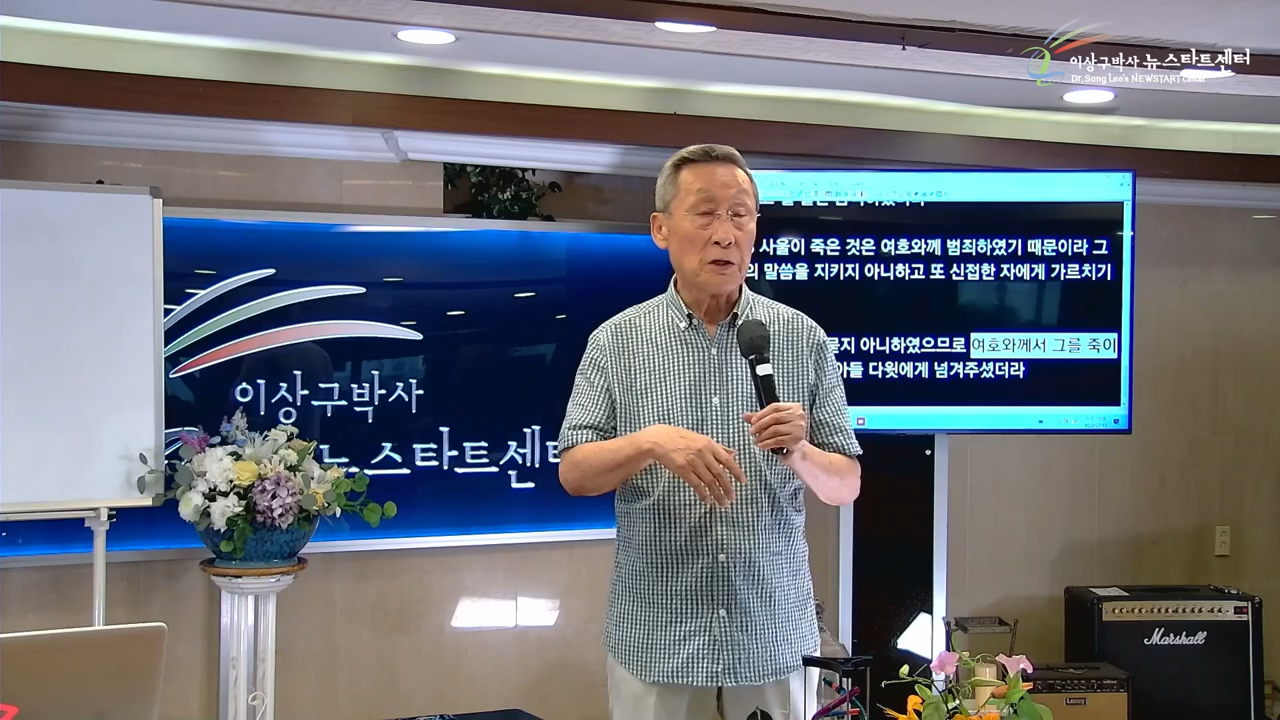 이상구박사 뉴스타트센터
Dr. Sang Lee's NEWSTART Center
사울이 죽은 것은 여호와께 범죄하였기 때문이라 그
의 말씀을 지키지 아니하고 또 신접한 자에게 가르치기
묻지 아니하였으므로 여호와께서 그를 죽이
아들 다윗에게 넘겨주셨더라
이상구박사
뉴스타트센터
Marshall
Laney